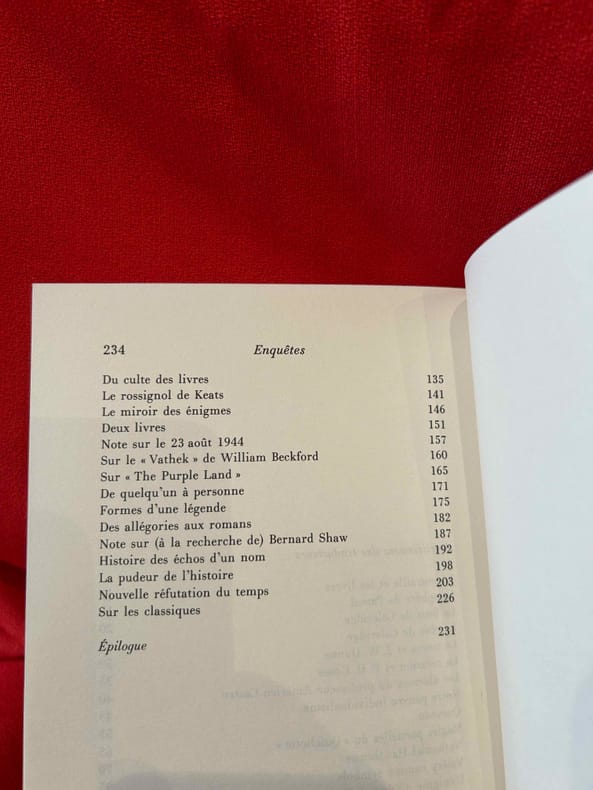 234 Enquêtes
Du culte des livres 135
Le rossignol de Keats 141
Le miroir des énigmes 146
Deux livres 151
Note sur le 23 août 1944 157
Sur le « Vathek » de William Beckford 160
Sur « The Purple Land » 165
De quelqu'un à personne 171
Formes d'une légende 175
Des allégories aux romans 182
Note sur (à la recherche de) Bernard Shaw 187
Histoire des échos d'un nom 192
La pudeur de l'histoire 198
Nouvelle réfutation du temps 203
Sur les classiques 226
Épilogue 231